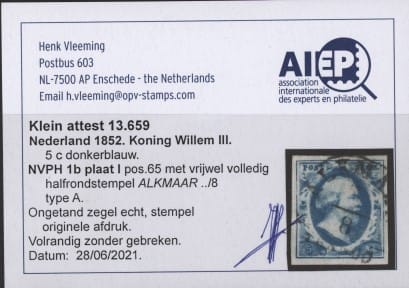 Henk Vleeming
Postbus 603
NL-7500 AP Enschede - the Netherlands
Email h.vleeming@opv-stamps.com
AIEP
association
internationale
des experts en philatélie
Klein attest 13.659
Nederland 1852. Koning Willem III.
5 c donkerblauw.
NVPH 1b plaat I pos.65 met vrijwel volledig
halfrondstempel ALKMAAR ../8
type A.
Ongetand zegel echt, stempel
originele afdruk.
Volrandig zonder gebreken.
Datum: 28/06/2021.